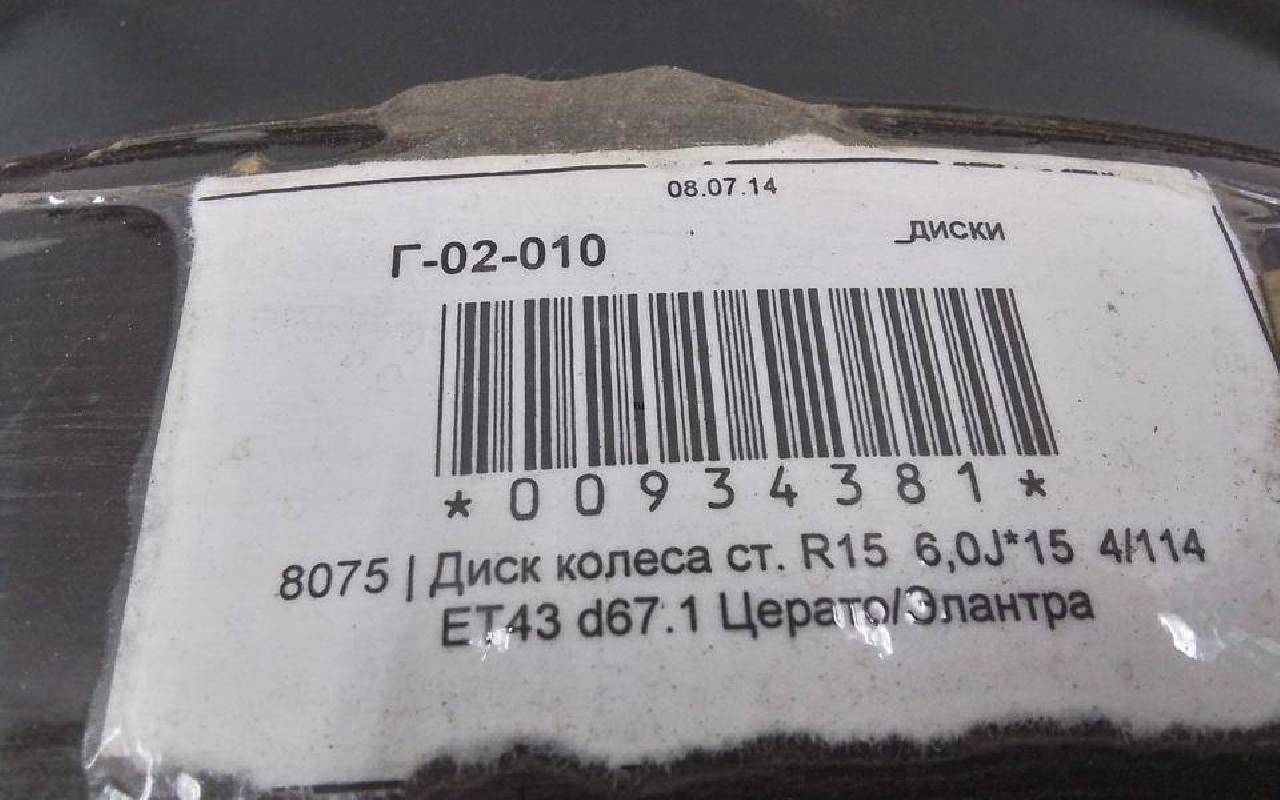 08.07.14
Г-02-010 _диски
*00934381*
8075 | Диск колеса ст. R15 6,0J*15 4/114
ET43 d67.1 Церато/Элантра